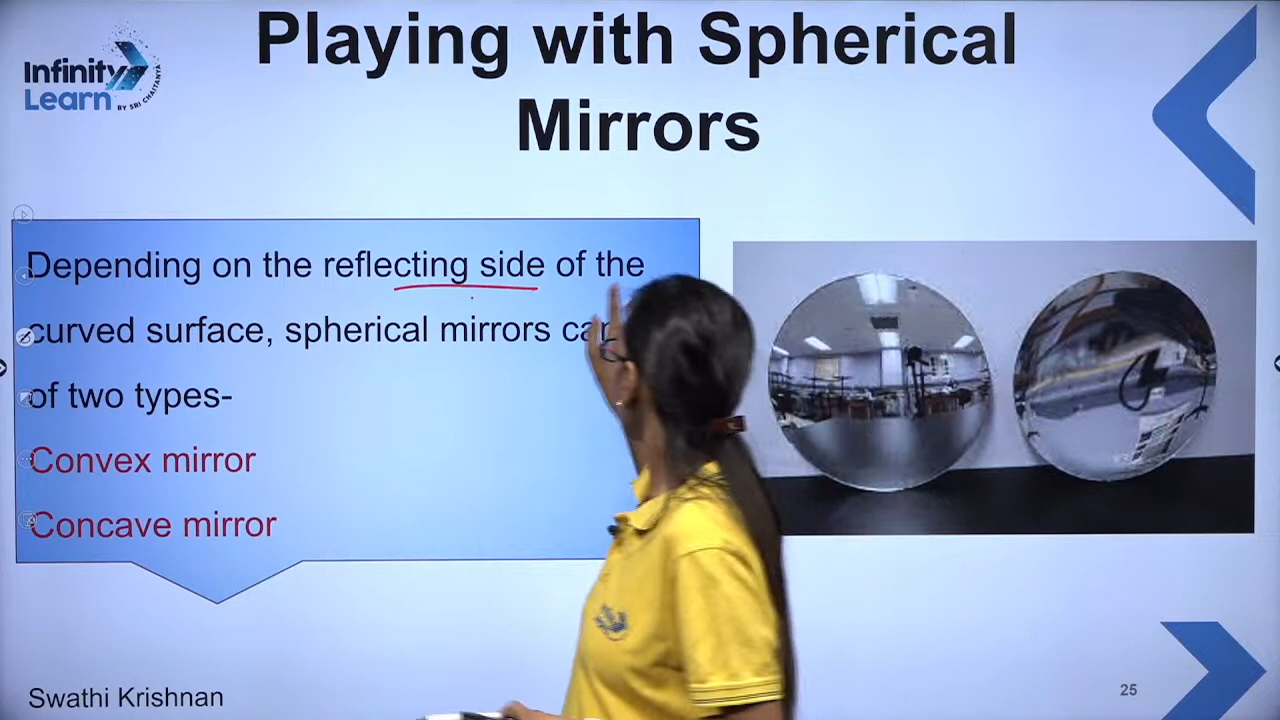 Playing with Spherical
Mirrors
Infinity
Learn
BY SRI CHAITANYA
Depending on the reflecting side of the
curved surface, spherical mirrors can
of two types-
Convex mirror
Concave mirror
Swathi Krishnan
25